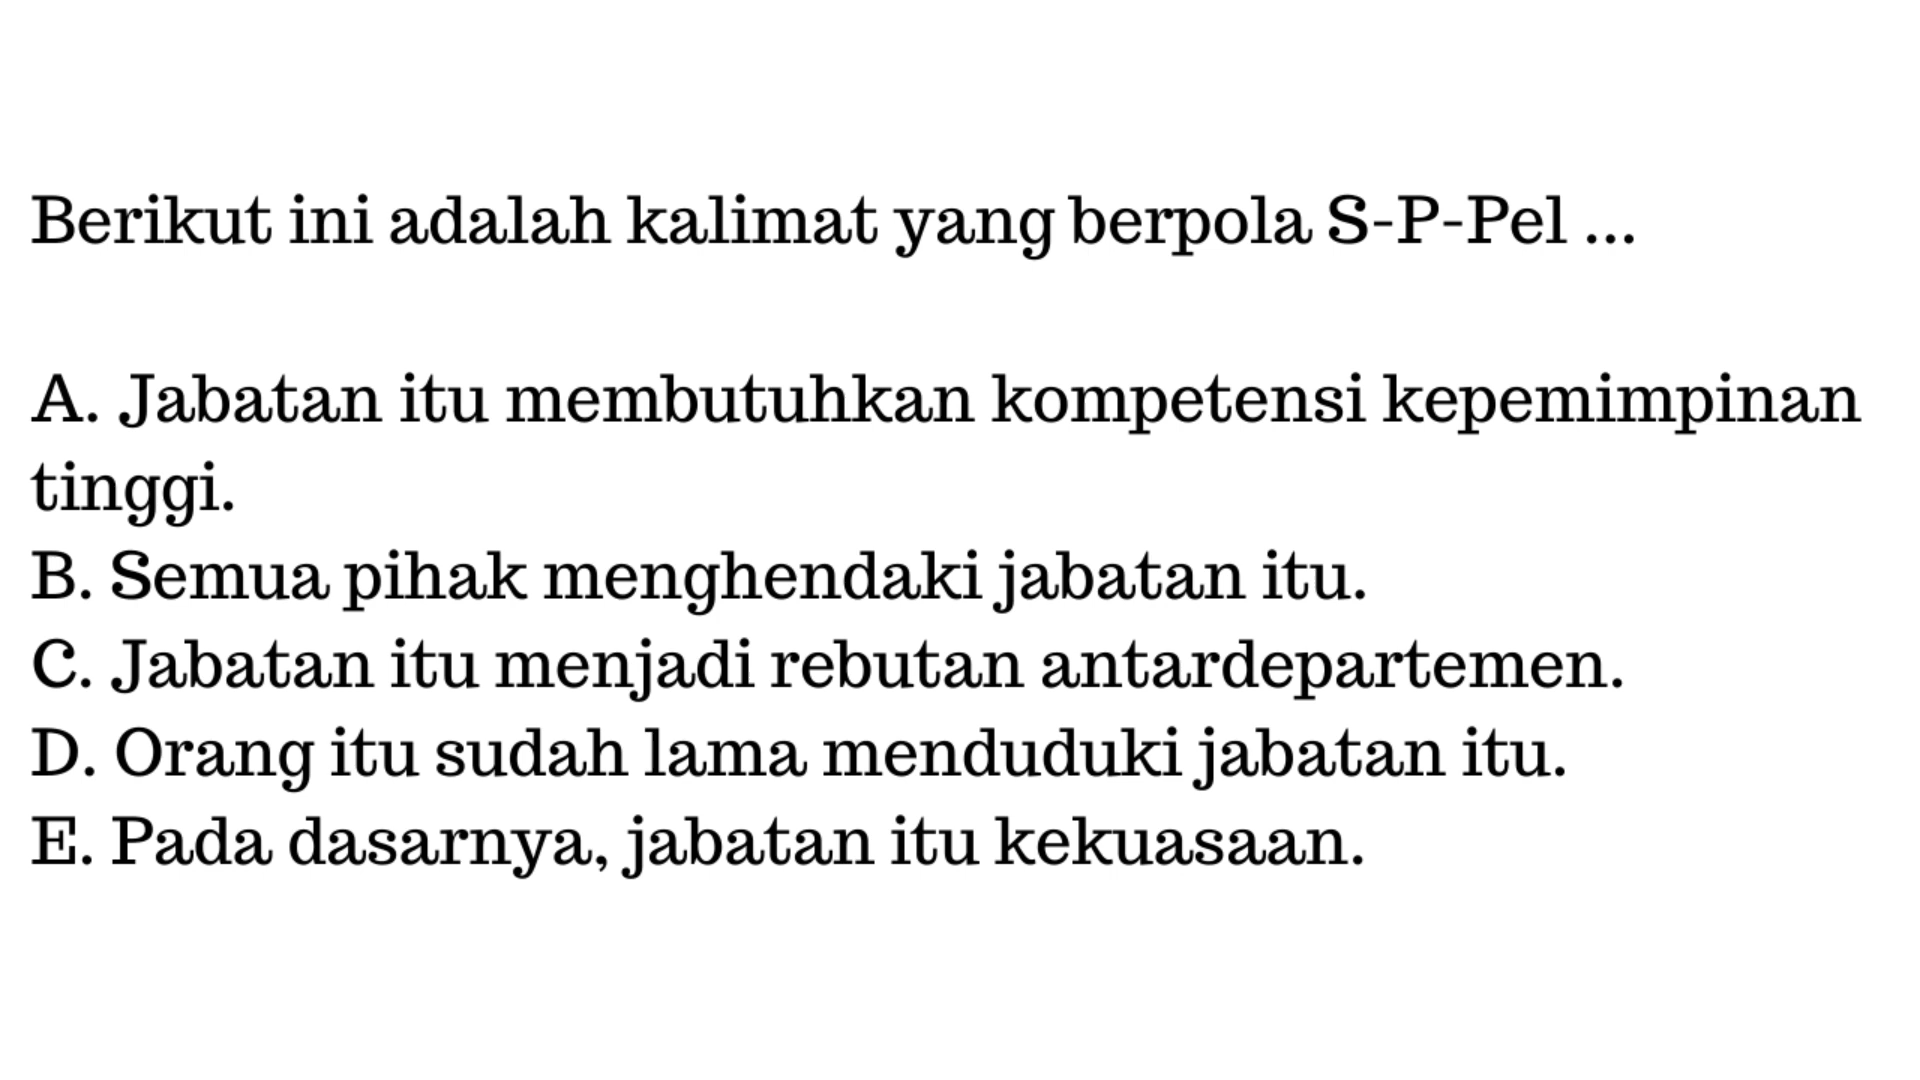 Berikut ini adalah kalimat yang berpola S-P-Pel ...
A. Jabatan itu membutuhkan kompetensi kepemimpinan
tinggi.
B. Semua pihak menghendaki jabatan itu.
C. Jabatan itu menjadi rebutan antardepartemen.
D. Orang itu sudah lama menduduki jabatan itu.
E. Pada dasarnya, jabatan itu kekuasaan.